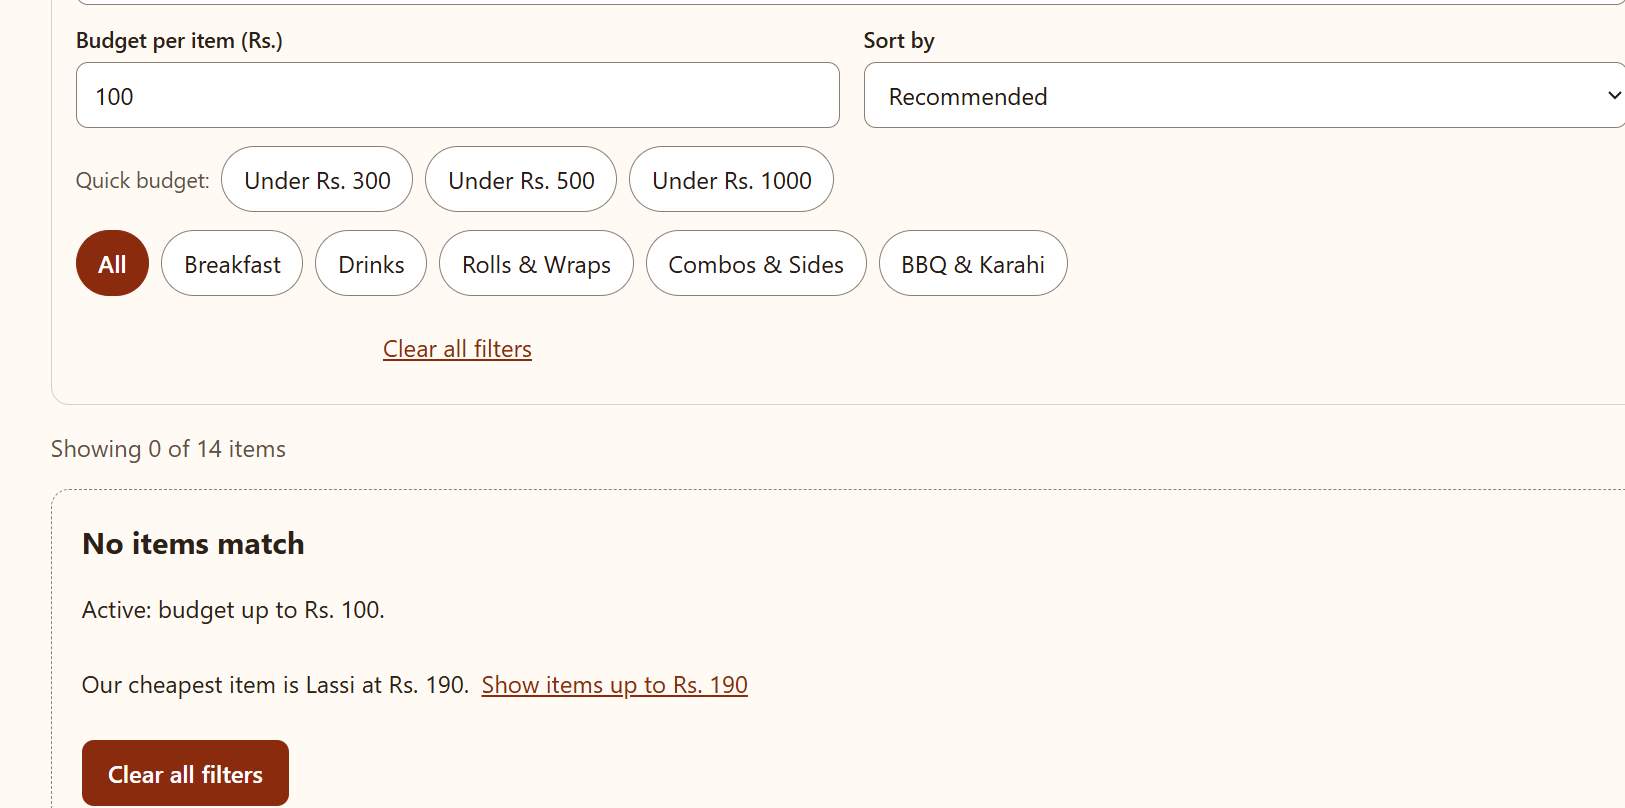 Budget per item (Rs.)
Sort by
100
Recommended
Quick budget:
Under Rs. 300
Under Rs. 500
Under Rs. 1000
All
Breakfast
Drinks
Rolls & Wraps
Combos & Sides
BBQ & Karahi
Clear all filters
Showing 0 of 14 items
No items match
Active: budget up to Rs. 100.
Our cheapest item is Lassi at Rs. 190. Show items up to Rs. 190
Clear all filters